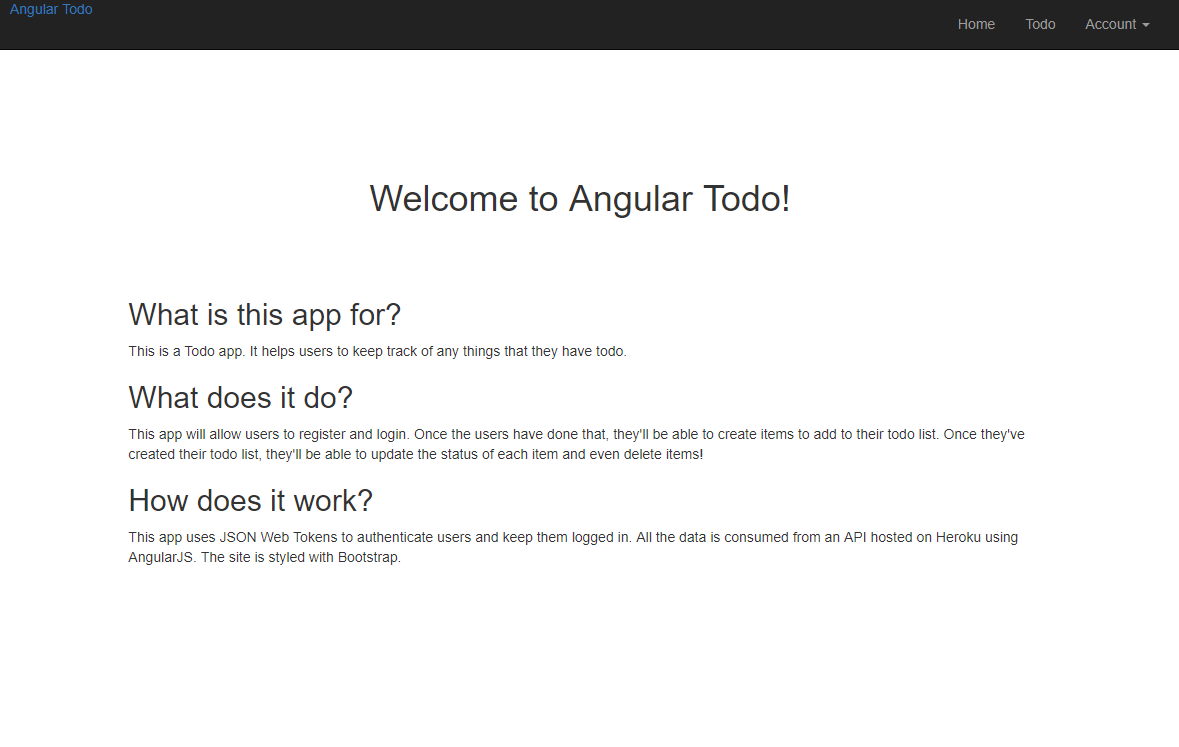 Angular Todo
Home Todo Account
Welcome to Angular Todo!
What is this app for?
This is a Todo app. It helps users to keep track of any things that they have todo.
What does it do?
This app will allow users to register and login. Once the users have done that, they'll be able to create items to add to their todo list. Once they've
created their todo list, they'll be able to update the status of each item and even delete items!
How does it work?
This app uses JSON Web Tokens to authenticate users and keep them logged in. All the data is consumed from an API hosted on Heroku using
AngularJS. The site is styled with Bootstrap.